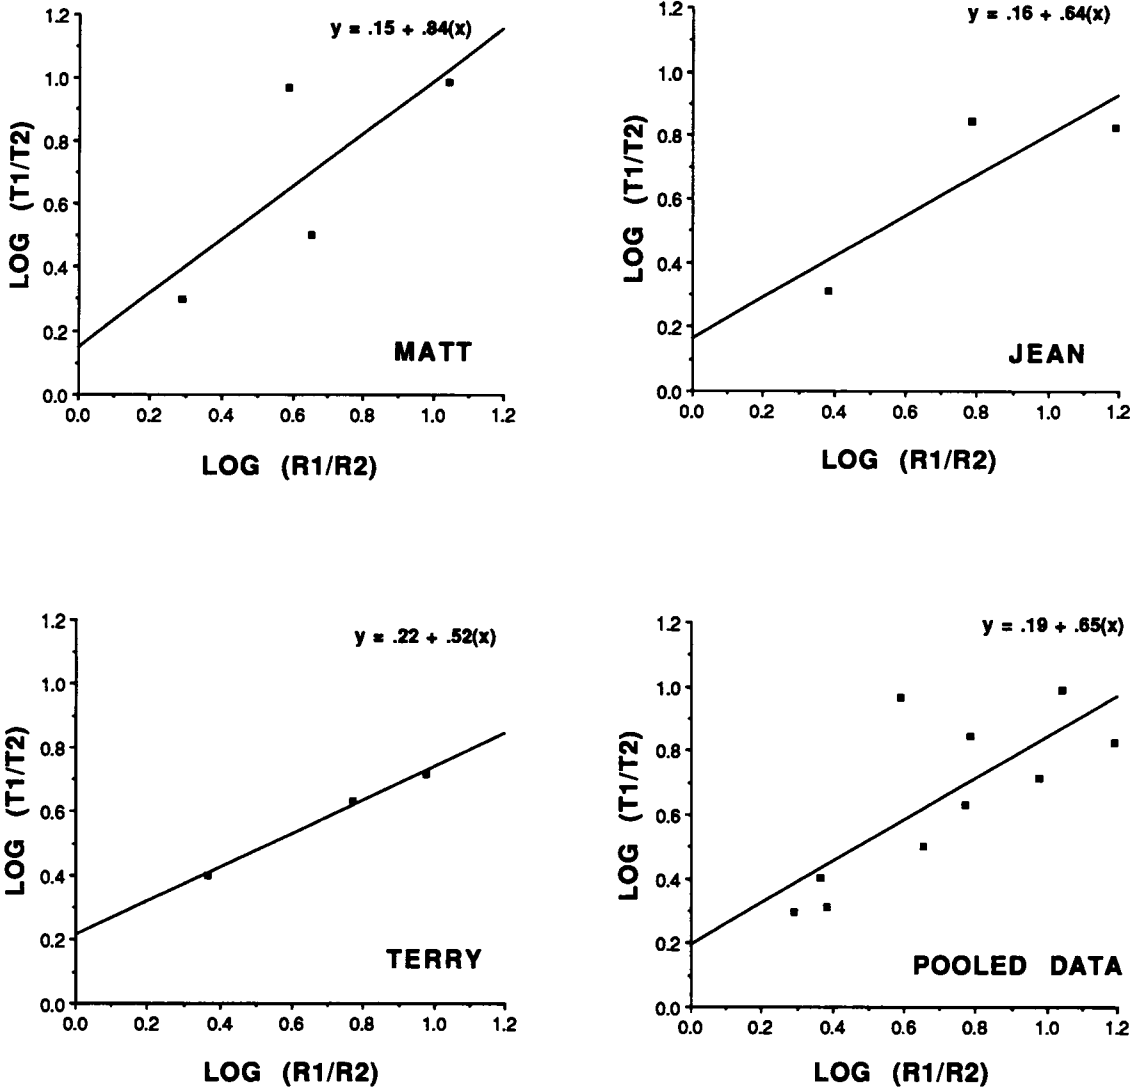 y = .15 + .84(x)
1.2
1.0
0.8
0.6
0.4
0.2
0.0
LOG (T1/T2)
MATT
0.0 0.2 0.4 0.6 0.8 1.0 1.2
LOG (R1/R2)
y = .16 + .64(x)
1.2
1.0
0.8
0.6
0.4
0.2
0.0
LOG (T1/T2)
JEAN
0.0 0.2 0.4 0.6 0.8 1.0 1.2
LOG (R1/R2)
y = .22 + .52(x)
1.2
1.0
0.8
0.6
0.4
0.2
0.0
LOG (T1/T2)
TERRY
0.0 0.2 0.4 0.6 0.8 1.0 1.2
LOG (R1/R2)
y = .19 + .65(x)
1.2
1.0
0.8
0.6
0.4
0.2
0.0
LOG (T1/T2)
POOLED DATA
0.0 0.2 0.4 0.6 0.8 1.0 1.2
LOG (R1/R2)